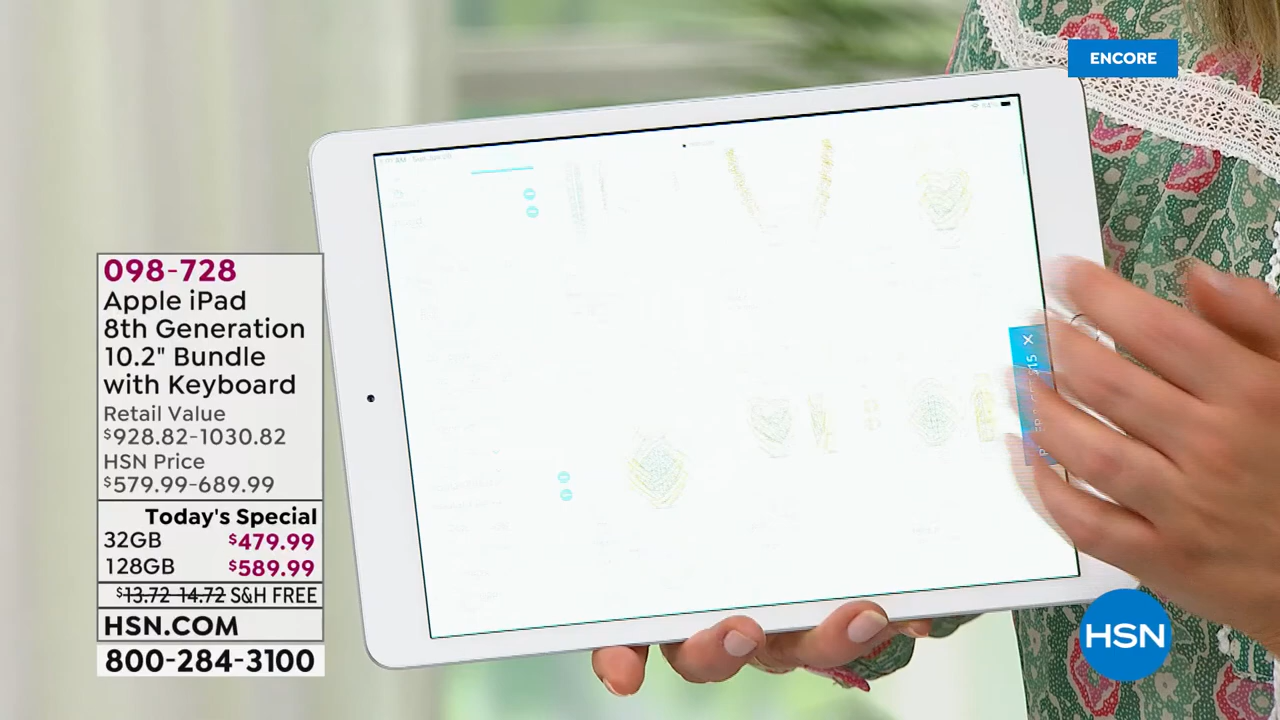 ENCORE
098-728
Apple iPad
8th Generation
10.2" Bundle
with Keyboard
Retail Value
$928.82-1030.82
HSN Price
$579.99-689.99
Today's Special
32GB $479.99
128GB $589.99
$13.72-14.72 S&H FREE
HSN.COM
800-284-3100
HSN